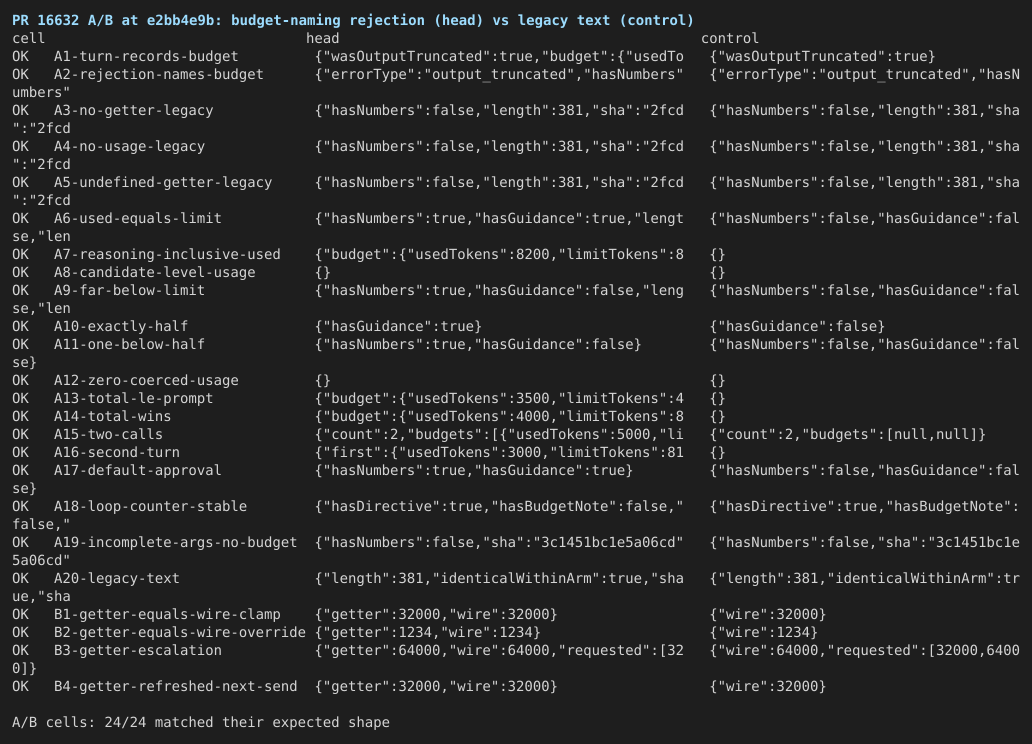 PR 16632 A/B at e2bb4e9b: budget-naming rejection (head) vs legacy text (control)
cell                               head                                            control
OK   A1-turn-records-budget         {"wasOutputTruncated":true,"budget":{"usedTo   {"wasOutputTruncated":true}
OK   A2-rejection-names-budget      {"errorType":"output_truncated","hasNumbers"   {"errorType":"output_truncated","hasN
umbers"
OK   A3-no-getter-legacy            {"hasNumbers":false,"length":381,"sha":"2fcd   {"hasNumbers":false,"length":381,"sha
":"2fcd
OK   A4-no-usage-legacy             {"hasNumbers":false,"length":381,"sha":"2fcd   {"hasNumbers":false,"length":381,"sha
":"2fcd
OK   A5-undefined-getter-legacy     {"hasNumbers":false,"length":381,"sha":"2fcd   {"hasNumbers":false,"length":381,"sha
":"2fcd
OK   A6-used-equals-limit           {"hasNumbers":true,"hasGuidance":true,"lengt   {"hasNumbers":false,"hasGuidance":fal
se,"len
OK   A7-reasoning-inclusive-used    {"budget":{"usedTokens":8200,"limitTokens":8   {}
OK   A8-candidate-level-usage       {}                                             {}
OK   A9-far-below-limit             {"hasNumbers":true,"hasGuidance":false,"leng   {"hasNumbers":false,"hasGuidance":fal
se,"len
OK   A10-exactly-half               {"hasGuidance":true}                           {"hasGuidance":false}
OK   A11-one-below-half             {"hasNumbers":true,"hasGuidance":false}        {"hasNumbers":false,"hasGuidance":fal
se}
OK   A12-zero-coerced-usage         {}                                             {}
OK   A13-total-le-prompt            {"budget":{"usedTokens":3500,"limitTokens":4   {}
OK   A14-total-wins                 {"budget":{"usedTokens":4000,"limitTokens":8   {}
OK   A15-two-calls                  {"count":2,"budgets":[{"usedTokens":5000,"li   {"count":2,"budgets":[null,null]}
OK   A16-second-turn                {"first":{"usedTokens":3000,"limitTokens":81   {}
OK   A17-default-approval           {"hasNumbers":true,"hasGuidance":true}         {"hasNumbers":false,"hasGuidance":fal
se}
OK   A18-loop-counter-stable        {"hasDirective":true,"hasBudgetNote":false,"   {"hasDirective":true,"hasBudgetNote":
false,"
OK   A19-incomplete-args-no-budget  {"hasNumbers":false,"sha":"3c1451bc1e5a06cd"   {"hasNumbers":false,"sha":"3c1451bc1e
5a06cd"
OK   A20-legacy-text                {"length":381,"identicalWithinArm":true,"sha   {"length":381,"identicalWithinArm":tr
ue,"sha
OK   B1-getter-equals-wire-clamp    {"getter":32000,"wire":32000}                  {"wire":32000}
OK   B2-getter-equals-wire-override {"getter":1234,"wire":1234}                    {"wire":1234}
OK   B3-getter-escalation           {"getter":64000,"wire":64000,"requested":[32   {"wire":64000,"requested":[32000,6400
0]}
OK   B4-getter-refreshed-next-send  {"getter":32000,"wire":32000}                  {"wire":32000}
A/B cells: 24/24 matched their expected shape